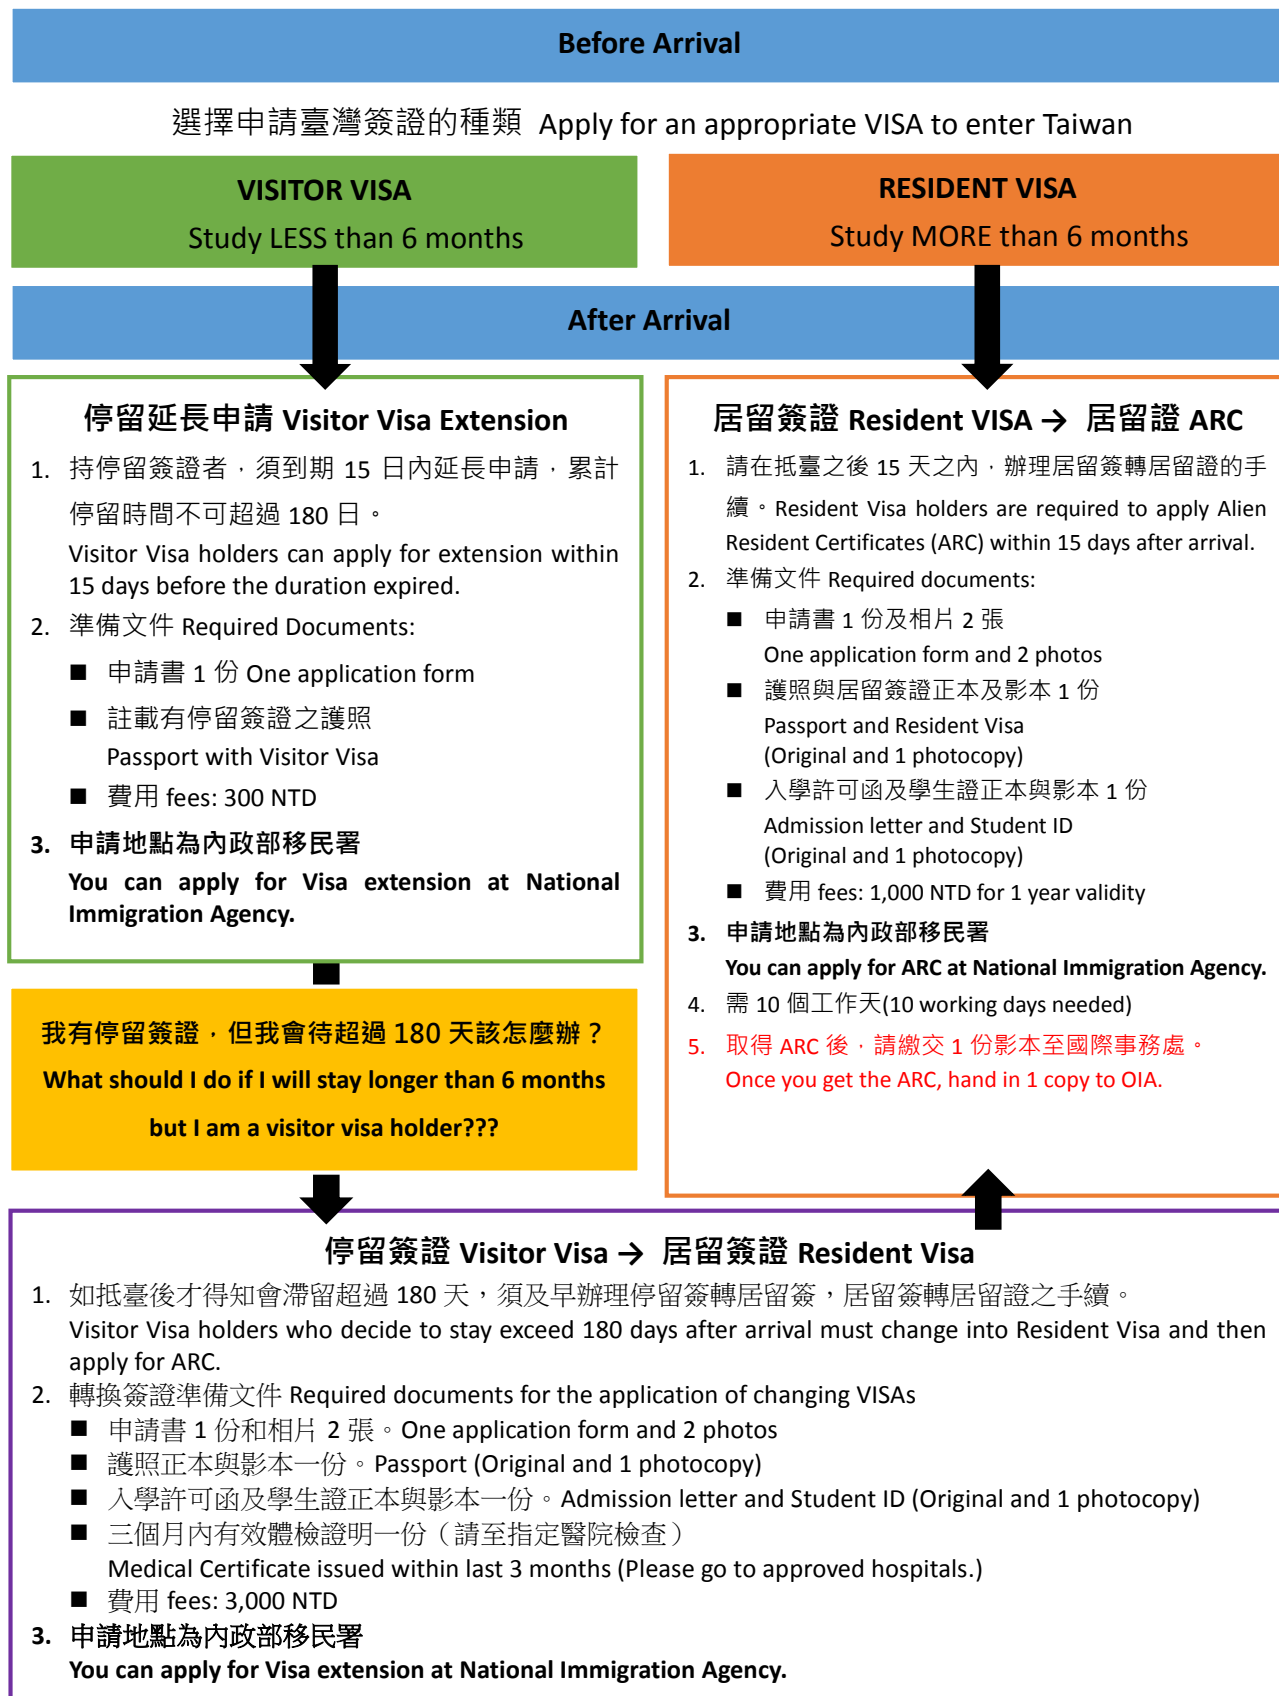 Before Arrival
選擇申請臺灣簽證的種類 Apply for an appropriate VISA to enter Taiwan
VISITOR VISA
Study LESS than 6 months
RESIDENT VISA
Study MORE than 6 months
After Arrival
停留延長申請 Visitor Visa Extension
1. 持停留簽證者，須到期 15 日內延長申請，累計
停留時間不可超過 180 日。
Visitor Visa holders can apply for extension within
15 days before the duration expired.
2. 準備文件 Required Documents:
■ 申請書 1 份 One application form
■ 註載有停留簽證之護照
Passport with Visitor Visa
■ 費用 fees: 300 NTD
3. 申請地點為內政部移民署
You can apply for Visa extension at National
Immigration Agency.
我有停留簽證，但我會待超過 180 天該怎麼辦？
What should I do if I will stay longer than 6 months
but I am a visitor visa holder???
居留簽證 Resident VISA → 居留證 ARC
1. 請在抵臺之後 15 天之內，辦理居留簽轉居留證的手
續。Resident Visa holders are required to apply Alien
Resident Certificates (ARC) within 15 days after arrival.
2. 準備文件 Required documents:
■ 申請書 1 份及相片 2 張
One application form and 2 photos
■ 護照與居留簽證正本及影本 1 份
Passport and Resident Visa
(Original and 1 photocopy)
■ 入學許可函及學生證正本與影本 1 份
Admission letter and Student ID
(Original and 1 photocopy)
■ 費用 fees: 1,000 NTD for 1 year validity
3. 申請地點為內政部移民署
You can apply for ARC at National Immigration Agency.
4. 需 10 個工作天(10 working days needed)
5. 取得 ARC 後，請繳交 1 份影本至國際事務處。
Once you get the ARC, hand in 1 copy to OIA.
停留簽證 Visitor Visa → 居留簽證 Resident Visa
1. 如抵臺後才得知會滯留超過 180 天，須及早辦理停留簽轉居留簽，居留簽轉居留證之手續。
Visitor Visa holders who decide to stay exceed 180 days after arrival must change into Resident Visa and then
apply for ARC.
2. 轉換簽證準備文件 Required documents for the application of changing VISAs
■ 申請書 1 份和相片 2 張。One application form and 2 photos
■ 護照正本與影本一份。Passport (Original and 1 photocopy)
■ 入學許可函及學生證正本與影本一份。Admission letter and Student ID (Original and 1 photocopy)
■ 三個月內有效體檢證明一份（請至指定醫院檢查）
Medical Certificate issued within last 3 months (Please go to approved hospitals.)
■ 費用 fees: 3,000 NTD
3. 申請地點為內政部移民署
You can apply for Visa extension at National Immigration Agency.